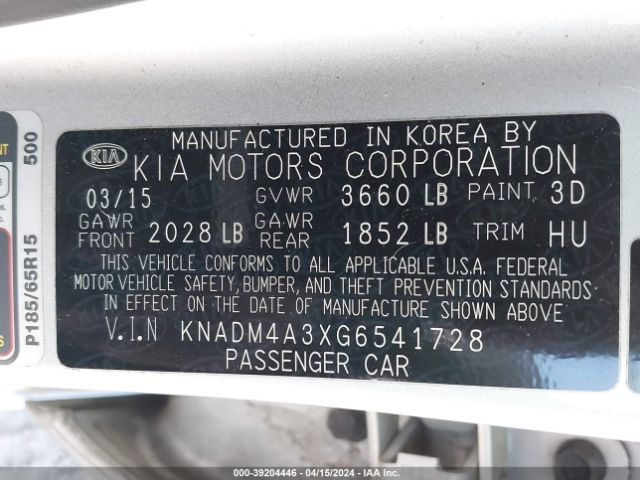 MANUFACTURED IN KOREA BY
KIA KIA MOTORS CORPORATION
03/15 GVWR 3660 LB PAINT 3D
GAWR FRONT 2028 LB GAWR REAR 1852 LB TRIM HU
THIS VEHICLE CONFORMS TO ALL APPLICABLE U.S.A. FEDERAL
MOTOR VEHICLE SAFETY, BUMPER, AND THEFT PREVENTION STANDARDS
IN EFFECT ON THE DATE OF MANUFACTURE SHOWN ABOVE.
V.I.N KNADM4A3XG6541728
PASSENGER CAR
P185/65R15
500
000-39204446 - 04/15/2024 - IAA Inc.